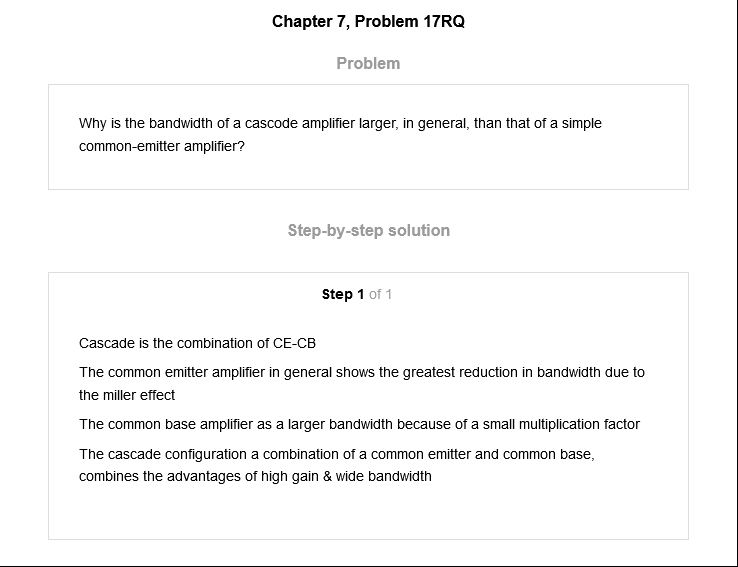 Chapter 7, Problem 17RQ
Problem
Why is the bandwidth of a cascode amplifier larger, in general, than that of a simple
common-emitter amplifier?
Step-by-step solution
Step 1 of 1
Cascade is the combination of CE-CB
The common emitter amplifier in general shows the greatest reduction in bandwidth due to
the miller effect
The common base amplifier as a larger bandwidth because of a small multiplication factor
The cascade configuration a combination of a common emitter and common base,
combines the advantages of high gain & wide bandwidth